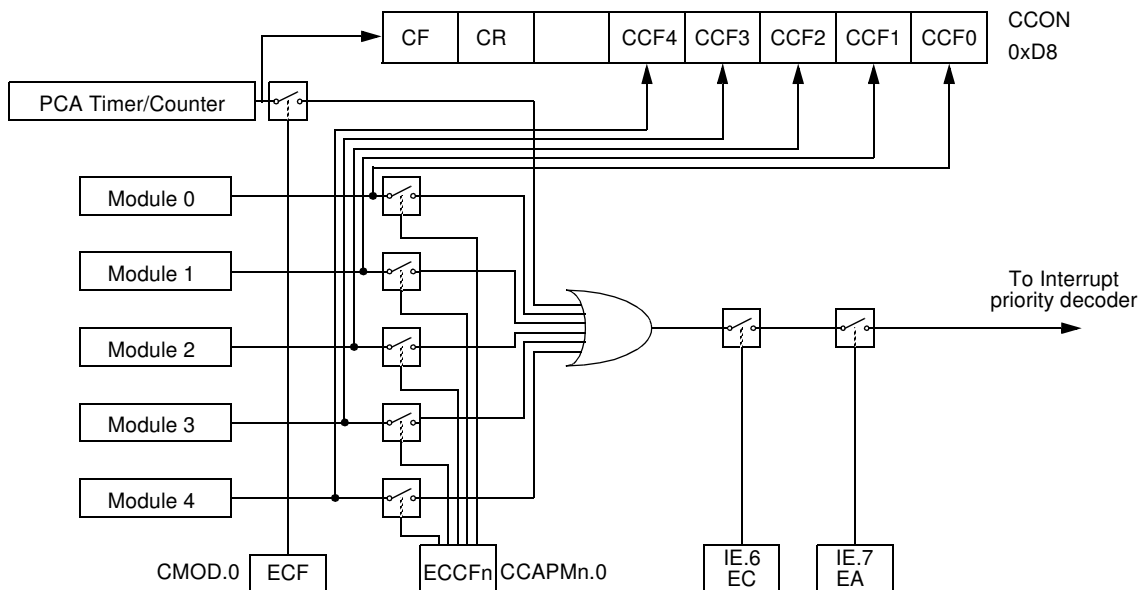 CF CR CCF4 CCF3 CCF2 CCF1 CCF0 CCON
0xD8
PCA Timer/Counter
Module 0
Module 1
To Interrupt
priority decoder
Module 2
Module 3
Module 4
CMOD.0 ECF ECCFn CCAPMn.0
IE.6
EC
IE.7
EA